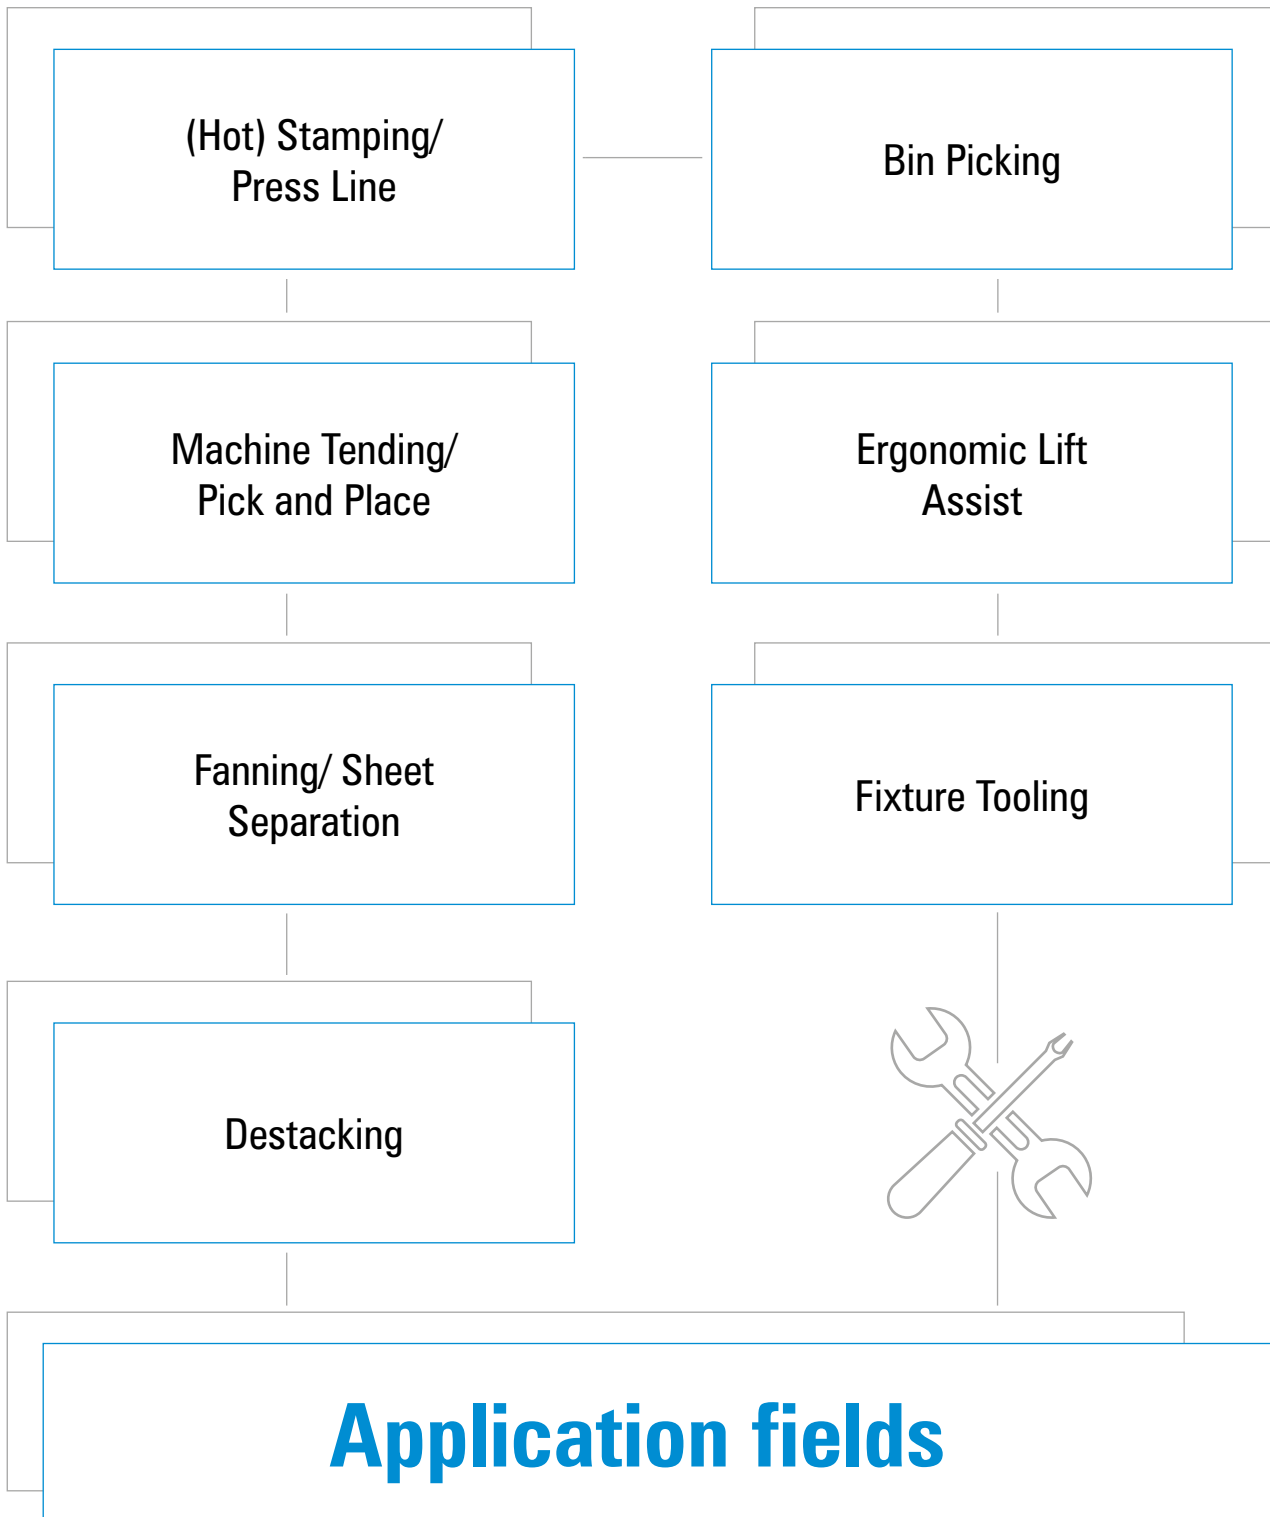 (Hot) Stamping/
Press Line
Bin Picking
Machine Tending/
Pick and Place
Ergonomic Lift
Assist
Fanning/ Sheet
Separation
Fixture Tooling
Destacking
Application fields